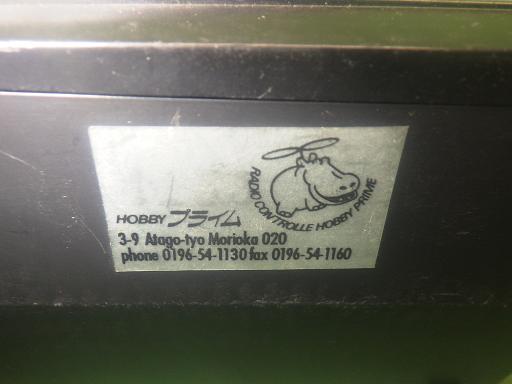 RADIO CONTROLLE HOBBY PRIME
HOBBY プライム
3-9 Atago-tyo Morioka 020
phone 0196-54-1130 fax 0196-54-1160